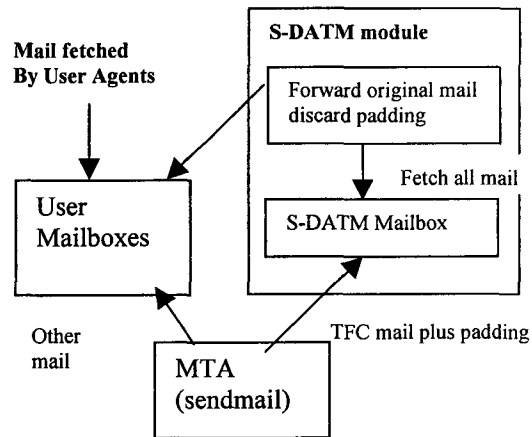 S-DATM module
Mail fetched
By User Agents
Forward original mail
discard padding
Fetch all mail
User
Mailboxes
S-DATM Mailbox
Other
mail
TFC mail plus padding
MTA
(sendmail)